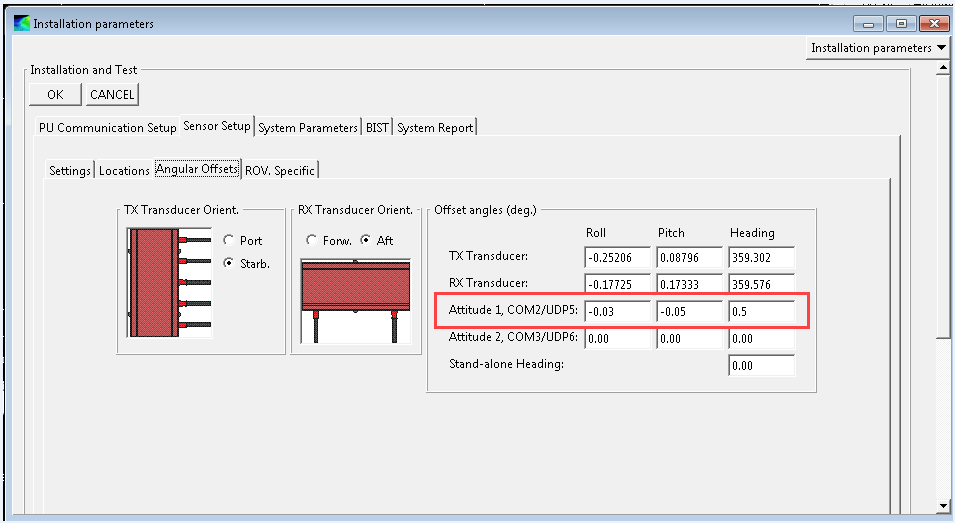 Installation parameters
Installation parameters
Installation and Test
OK CANCEL
PU Communication Setup Sensor Setup System Parameters BIST System Report
Settings Locations Angular Offsets ROV. Specific
TX Transducer Orient. RX Transducer Orient. Offset angles (deg.)
Port Forw. Aft Roll Pitch Heading
Starb.
TX Transducer: -0.25206 0.08796 359.302
RX Transducer: -0.17725 0.17333 359.576
Attitude 1, COM2/UDP5: -0.03 -0.05 0.5
Attitude 2, COM3/UDP6: 0.00 0.00 0.00
Stand-alone Heading: 0.00